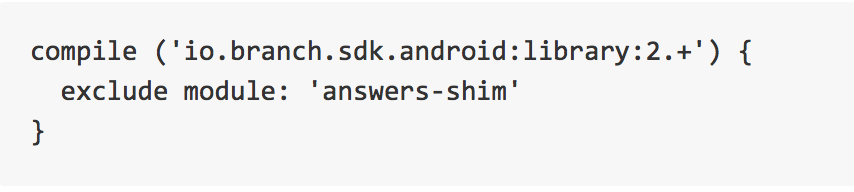 compile ('io.branch.sdk.android:library:2.+') {
  exclude module: 'answers-shim'
}